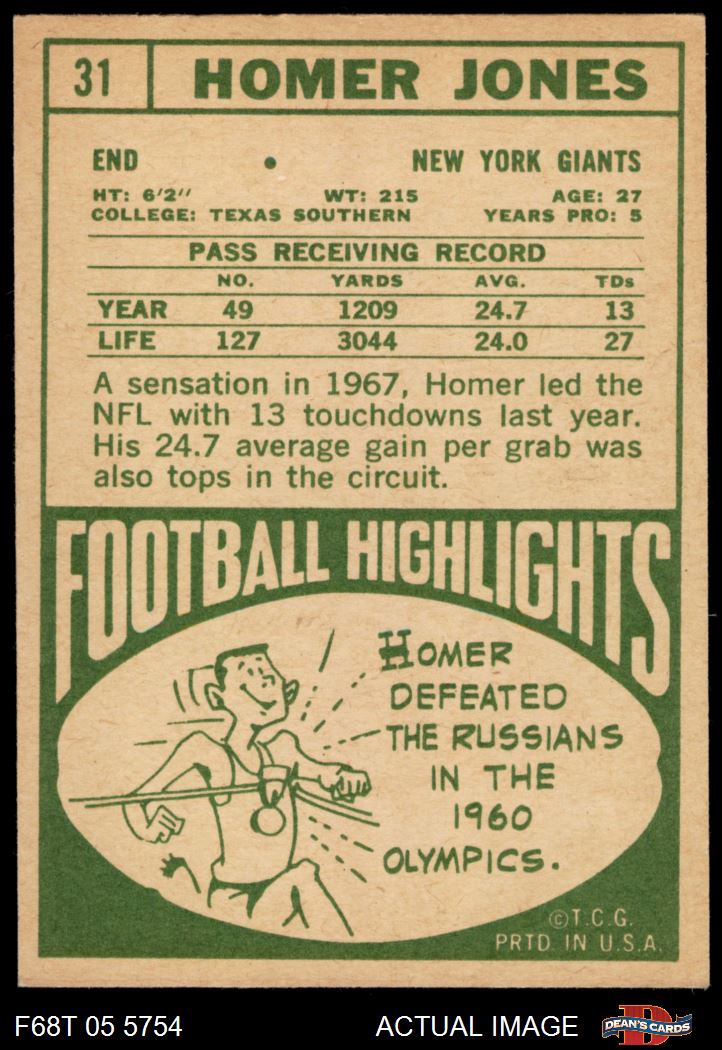 31 HOMER JONES
END • NEW YORK GIANTS
HT: 6'2" WT: 215 AGE: 27
COLLEGE: TEXAS SOUTHERN YEARS PRO: 5
PASS RECEIVING RECORD
NO. YARDS AVG. TDs
YEAR 49 1209 24.7 13
LIFE 127 3044 24.0 27
A sensation in 1967, Homer led the
NFL with 13 touchdowns last year.
His 24.7 average gain per grab was
also tops in the circuit.
FOOTBALL HIGHLIGHTS
HOMER
DEFEATED
THE RUSSIANS
IN THE
1960
OLYMPICS.
©T.C.G.
PRTD IN U.S.A.
F68T 05 5754 ACTUAL IMAGE D DEAN'S CARDS